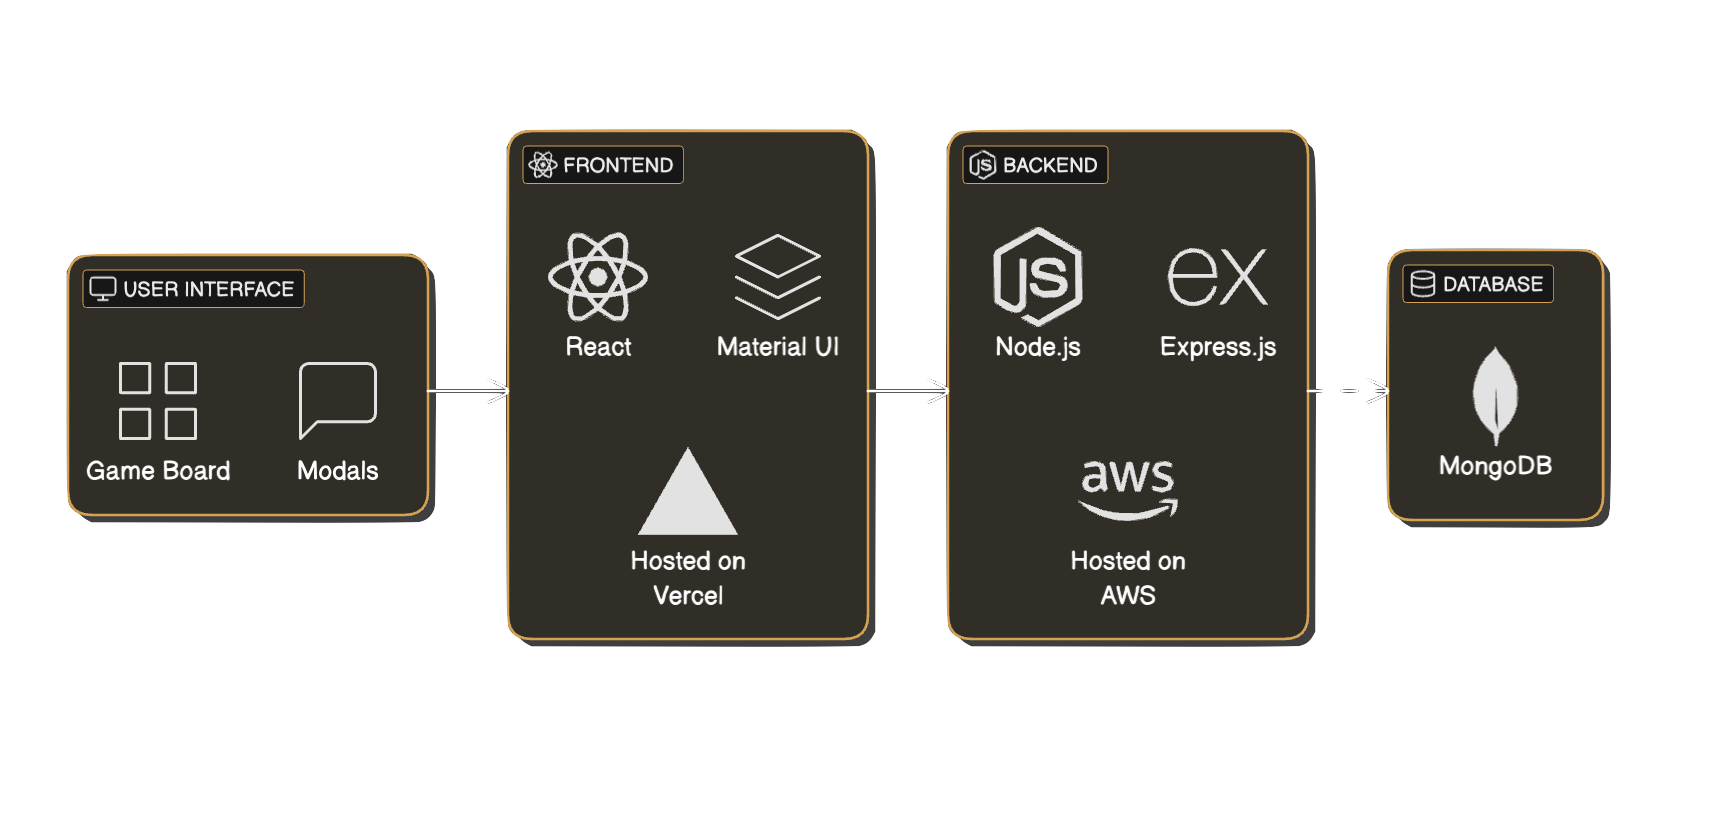 USER INTERFACE
Game Board
Modals
FRONTEND
React
Material UI
Hosted on
Vercel
JS BACKEND
JS
Node.js
ex
Express.js
aws
Hosted on
AWS
DATABASE
MongoDB